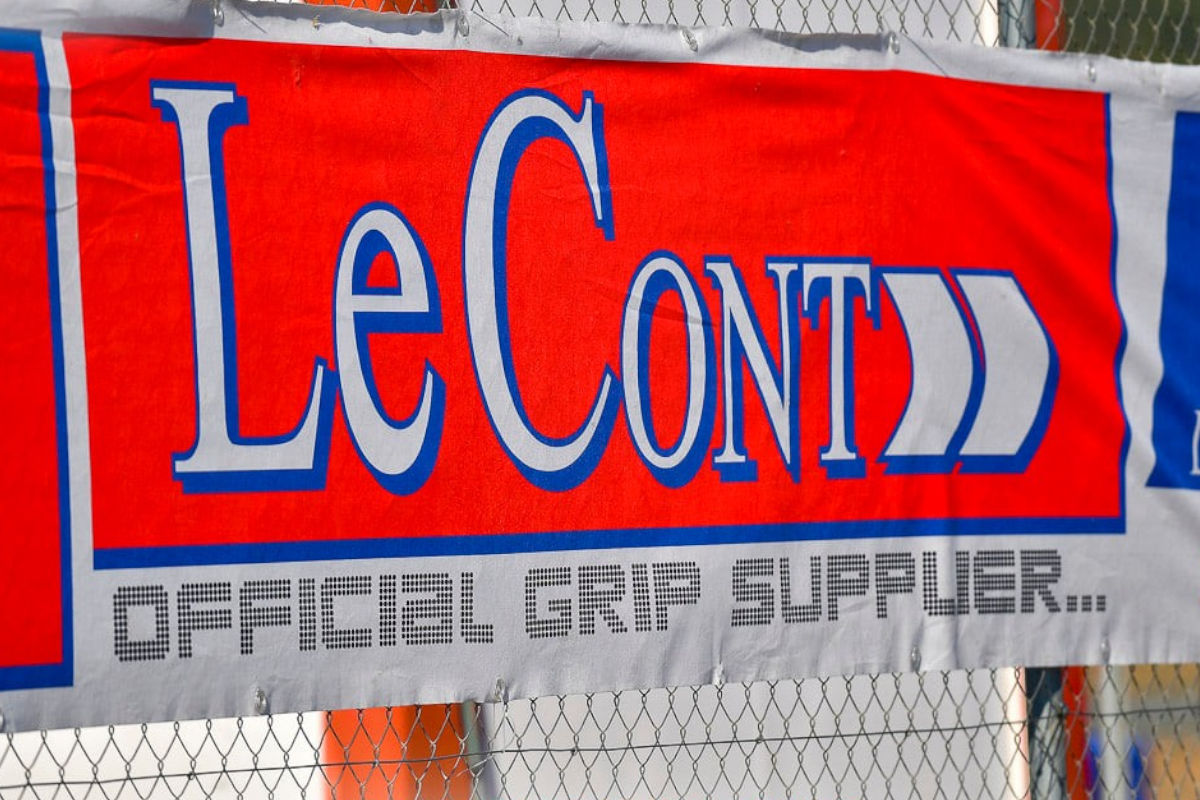 LeCont
OFFICIAL GRIP SUPPLIER...